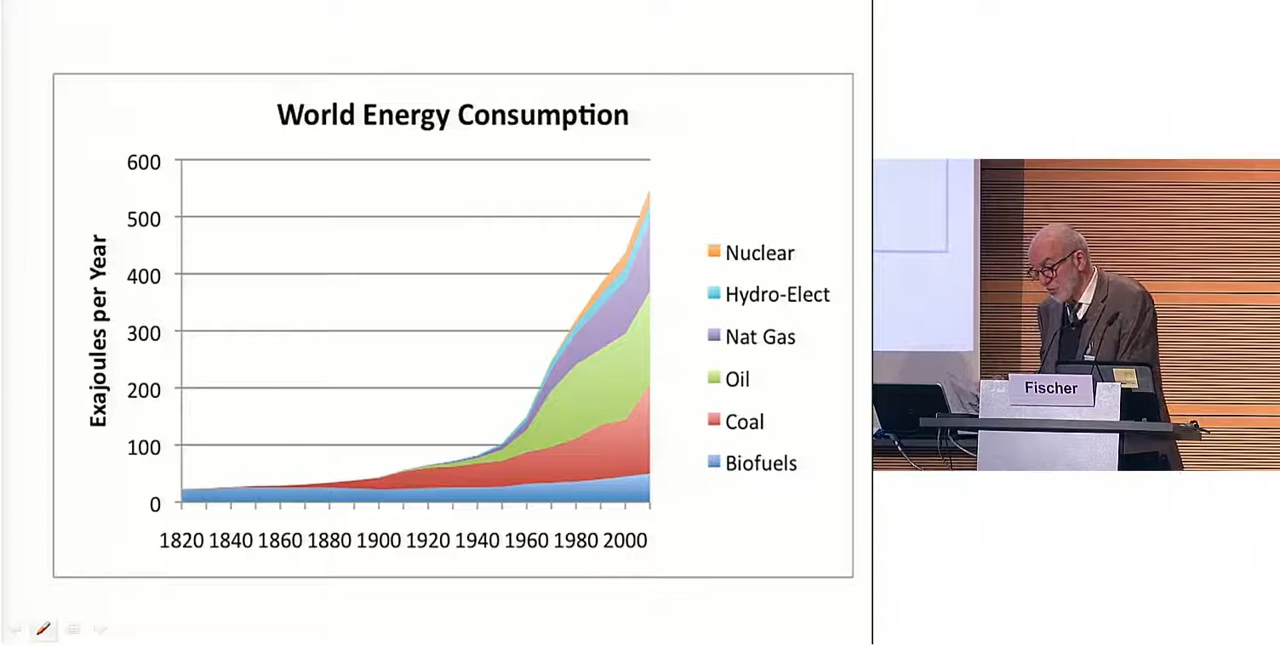 World Energy Consumption
Exajoules per Year
600
500
400
300
200
100
0
1820 1840 1860 1880 1900 1920 1940 1960 1980 2000
Nuclear
Hydro-Elect
Nat Gas
Oil
Coal
Biofuels
Fischer